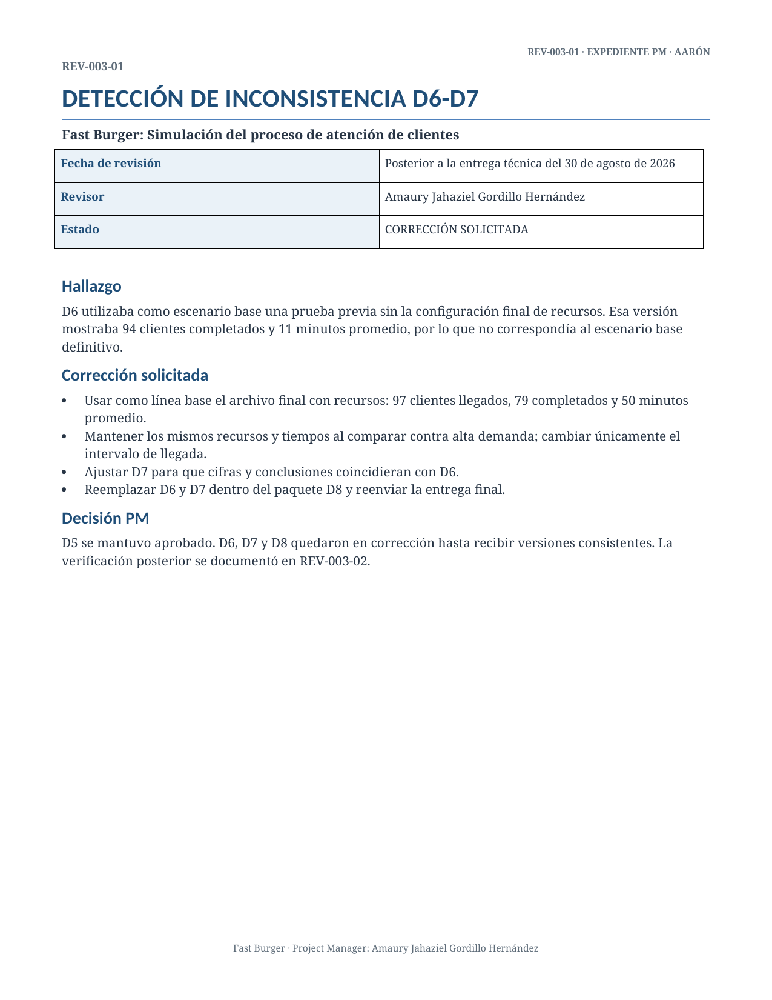 REV-003-01 · EXPEDIENTE PM · AARÓN
REV-003-01
DETECCIÓN DE INCONSISTENCIA D6-D7
Fast Burger: Simulación del proceso de atención de clientes
Fecha de revisión
Posterior a la entrega técnica del 30 de agosto de 2026
Revisor
Amaury Jahaziel Gordillo Hernández
Estado
CORRECCIÓN SOLICITADA
Hallazgo
D6 utilizaba como escenario base una prueba previa sin la configuración final de recursos. Esa versión
mostraba 94 clientes completados y 11 minutos promedio, por lo que no correspondía al escenario base
definitivo.
Corrección solicitada
• Usar como línea base el archivo final con recursos: 97 clientes llegados, 79 completados y 50 minutos
promedio.
• Mantener los mismos recursos y tiempos al comparar contra alta demanda; cambiar únicamente el
intervalo de llegada.
• Ajustar D7 para que cifras y conclusiones coincidieran con D6.
• Reemplazar D6 y D7 dentro del paquete D8 y reenviar la entrega final.
Decisión PM
D5 se mantuvo aprobado. D6, D7 y D8 quedaron en corrección hasta recibir versiones consistentes. La
verificación posterior se documentó en REV-003-02.
Fast Burger · Project Manager: Amaury Jahaziel Gordillo Hernández